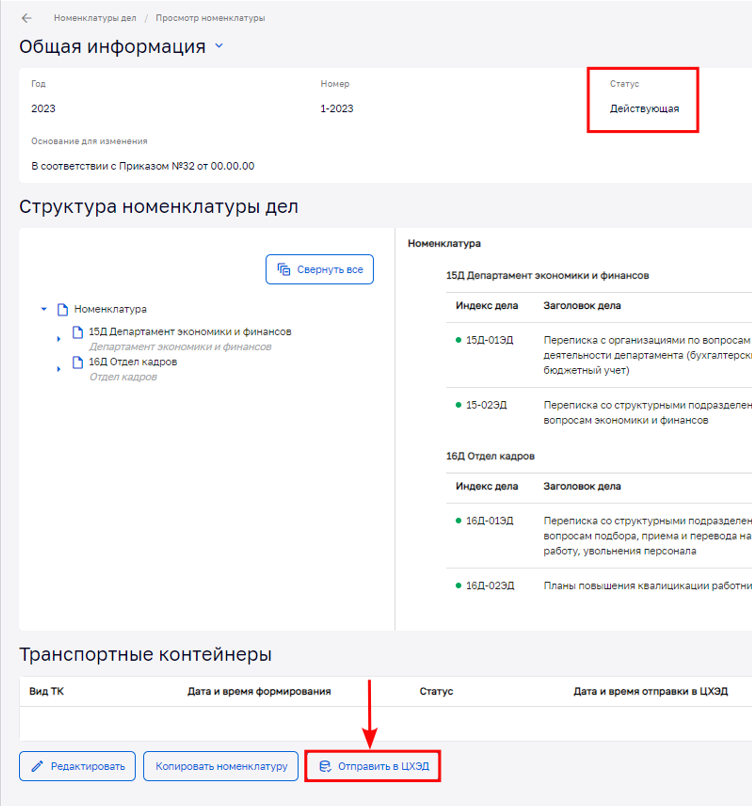 Номенклатуры дел / Просмотр номенклатуры
Общая информация
Год Номер Статус
2023 1-2023 Действующая
Основание для изменения
В соответствии с Приказом №32 от 00.00.00
Структура номенклатуры дел
Свернуть все
Номенклатура
15Д Департамент экономики и финансов
Департамент экономики и финансов
16Д Отдел кадров
Отдел кадров
Номенклатура
15Д Департамент экономики и финансов
Индекс дела Заголовок дела
15Д-01ЭД Переписка с организациями по вопросам
деятельности департамента (бухгалтерски
бюджетный учет)
15-02ЭД Переписка со структурными подразделен
вопросам экономики и финансов
16Д Отдел кадров
Индекс дела Заголовок дела
16Д-01ЭД Переписка со структурными подразделен
вопросам подбора, приема и перевода на
работу, увольнения персонала
16Д-02ЭД Планы повышения квалицикации работни
Транспортные контейнеры
Вид ТК Дата и время формирования Статус Дата и время отправки в ЦХЭД
Редактировать Копировать номенклатуру Отправить в ЦХЭД